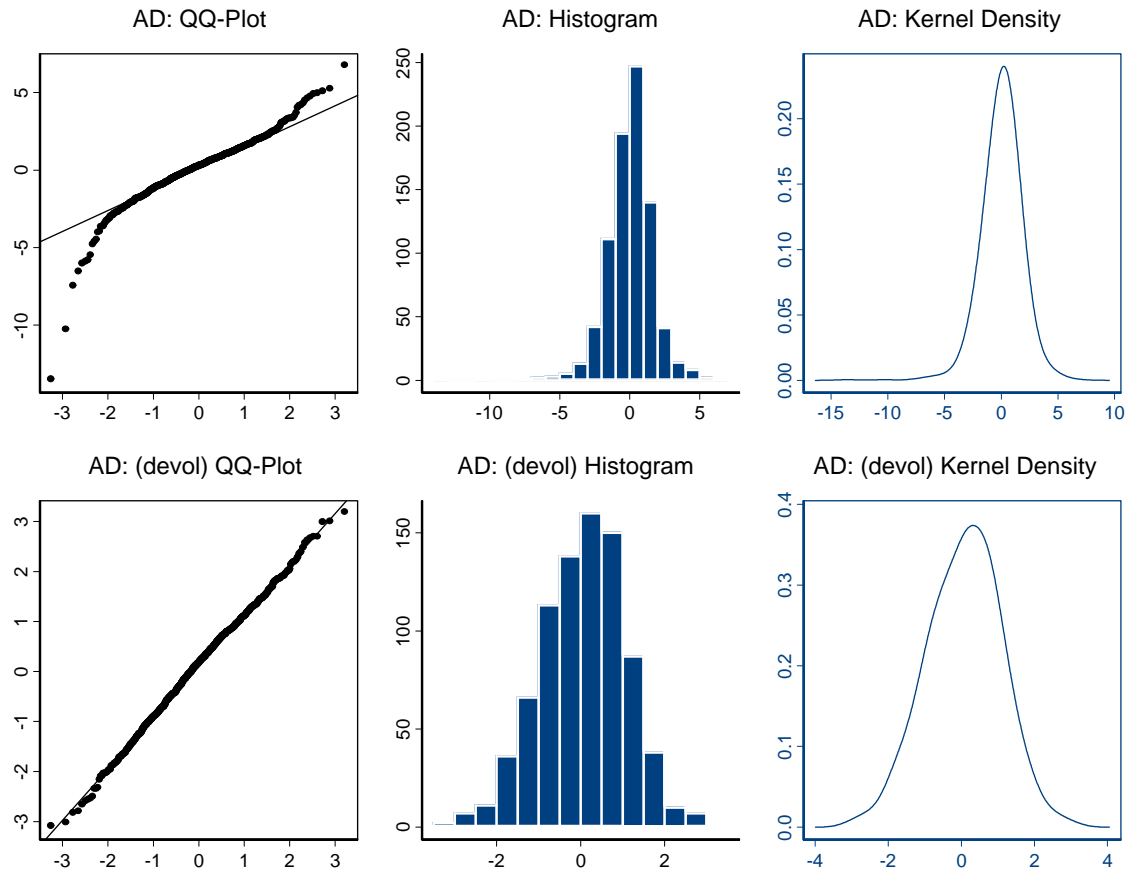 AD: QQ-Plot
AD: Histogram
AD: Kernel Density
5
0
-5
-10
-3 -2 -1 0 1 2 3
250
200
150
100
50
0
-10 -5 0 5
0.20
0.15
0.10
0.05
0.00
-15 -10 -5 0 5 10
AD: (devol) QQ-Plot
AD: (devol) Histogram
AD: (devol) Kernel Density
3
2
1
0
-1
-2
-3
-3 -2 -1 0 1 2 3
150
100
50
0
-2 0 2
0.4
0.3
0.2
0.1
0.0
-4 -2 0 2 4